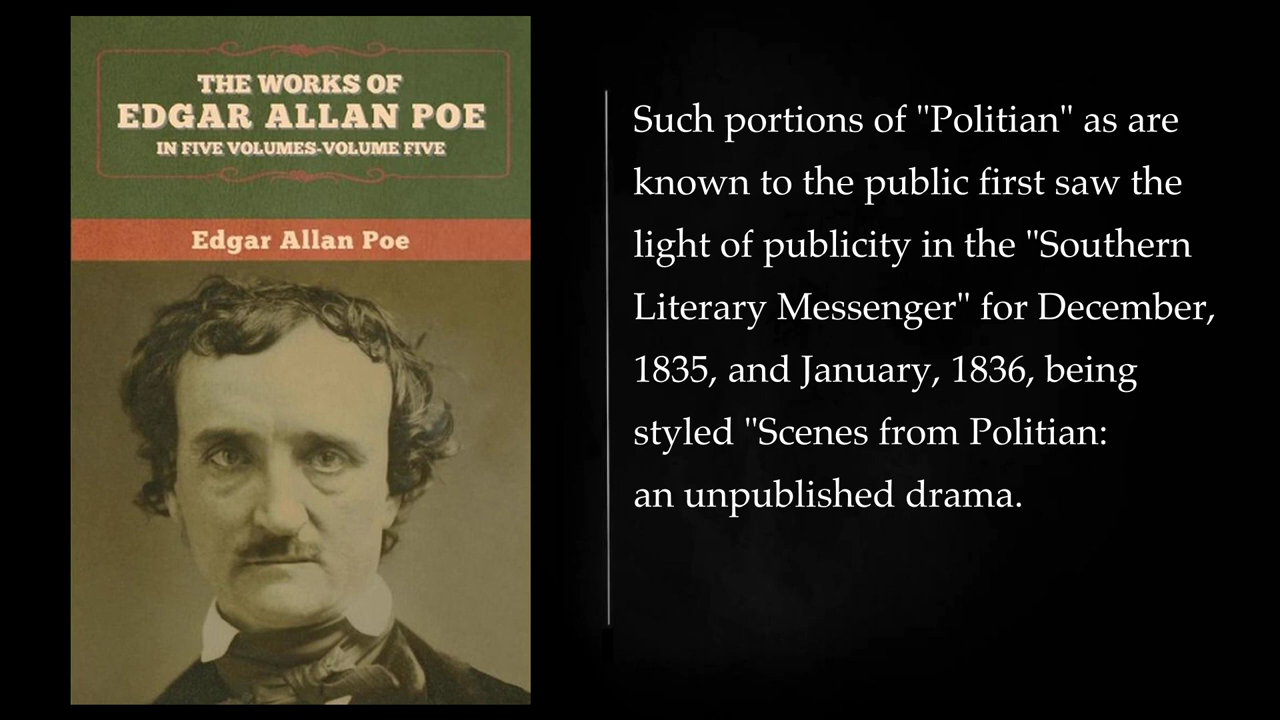 THE WORKS OF
EDGAR ALLAN POE
IN FIVE VOLUMES-VOLUME FIVE
Edgar Allan Poe
Such portions of "Politian" as are
known to the public first saw the
light of publicity in the "Southern
Literary Messenger" for December,
1835, and January, 1836, being
styled "Scenes from Politian:
an unpublished drama.